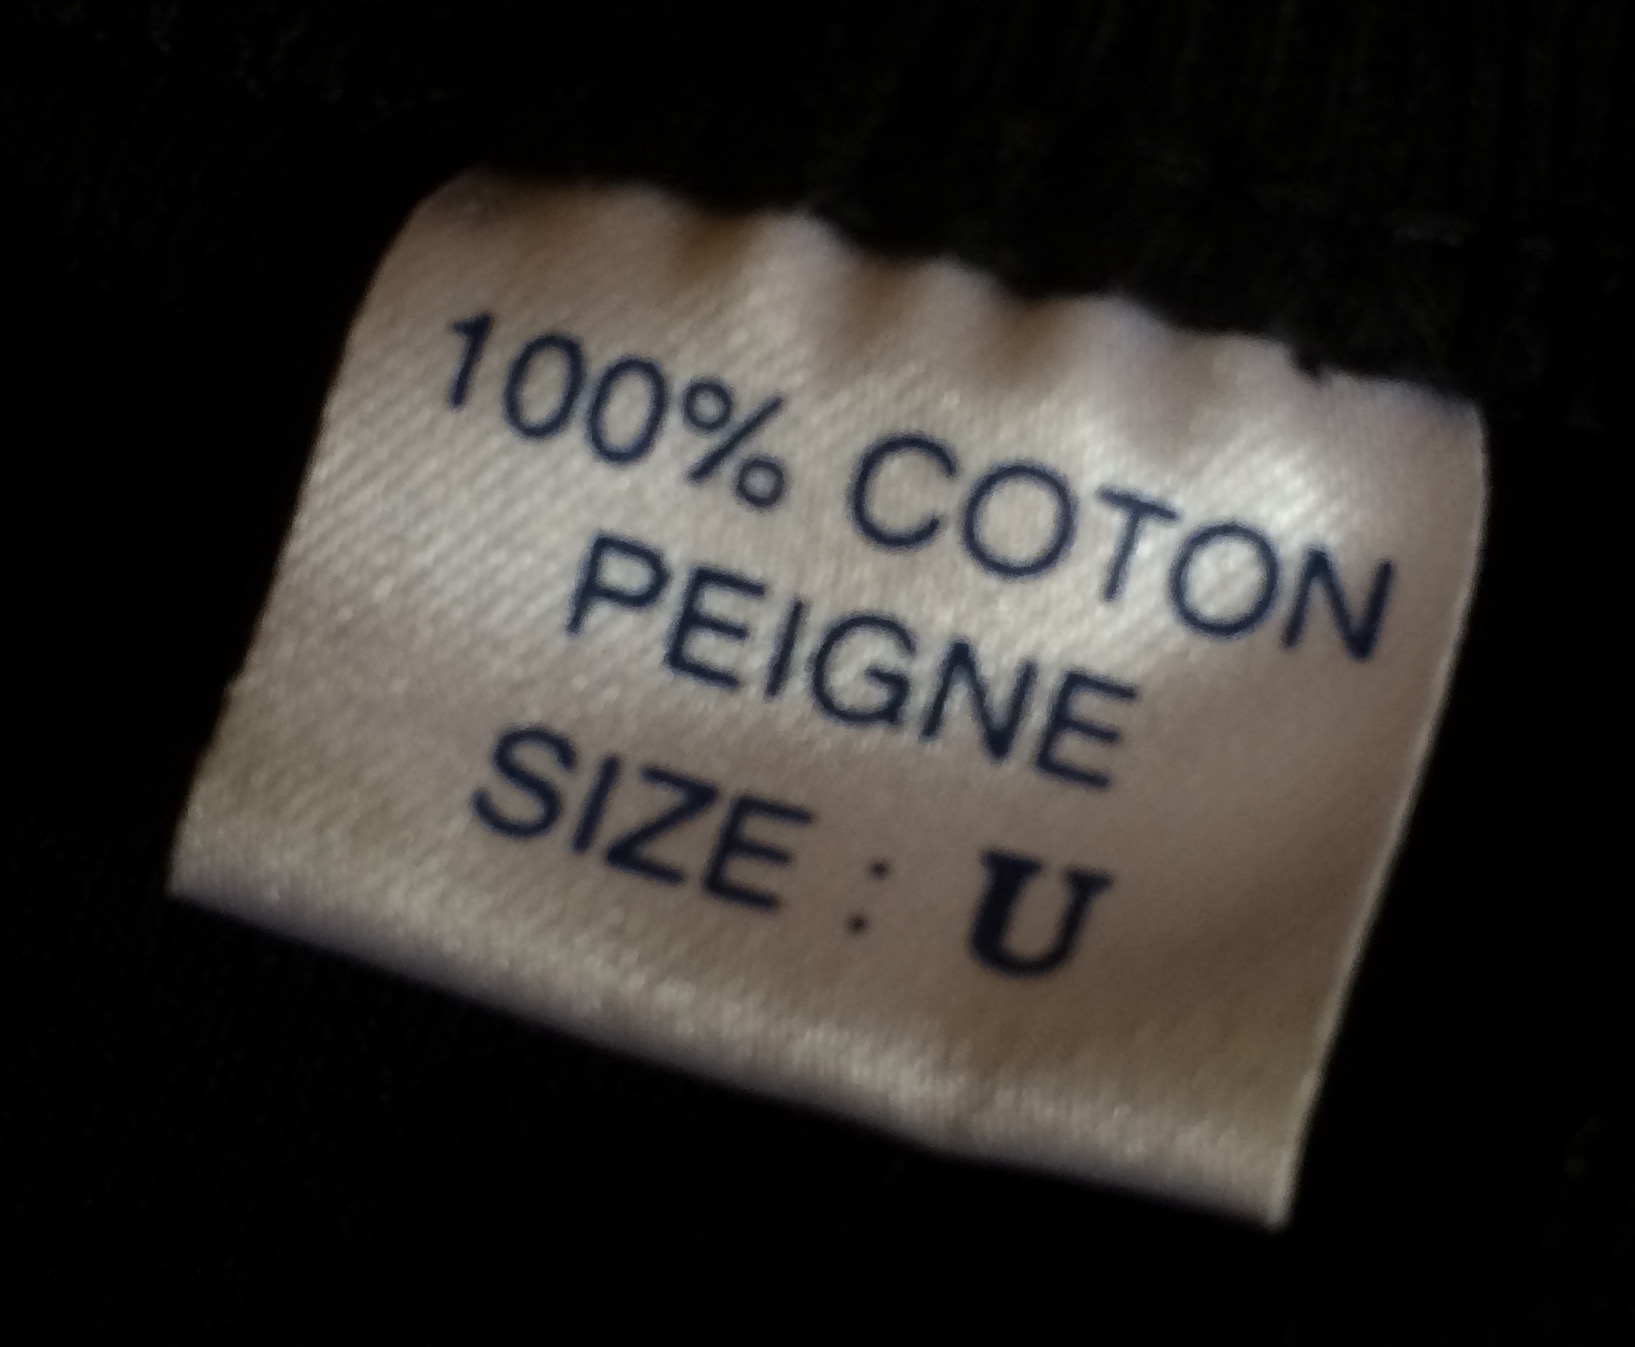 100% COTON
PEIGNE
SIZE : U